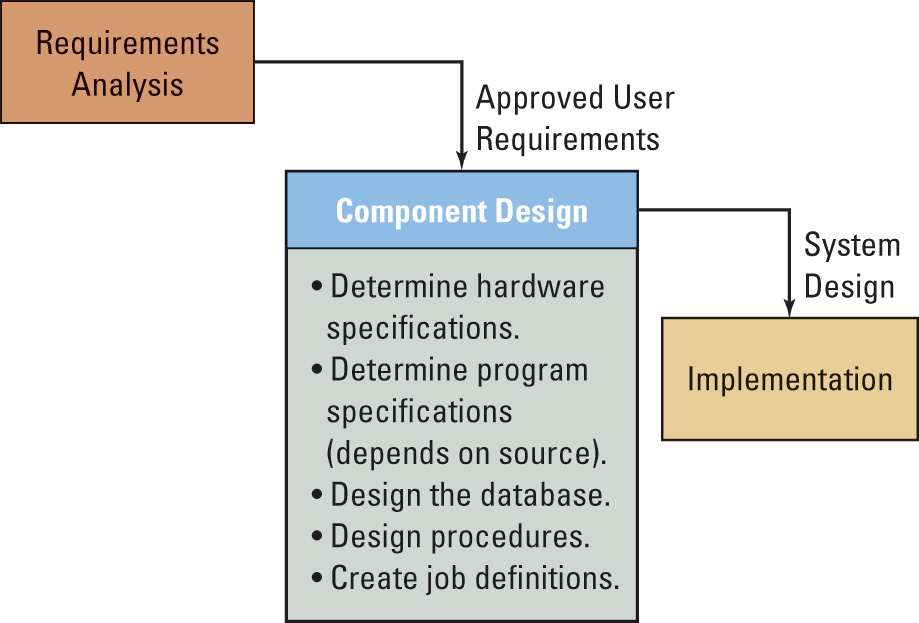 Requirements
Analysis
Approved User
Requirements
Component Design
System
Design
• Determine hardware
specifications.
• Determine program
specifications
(depends on source).
• Design the database.
• Design procedures.
• Create job definitions.
Implementation